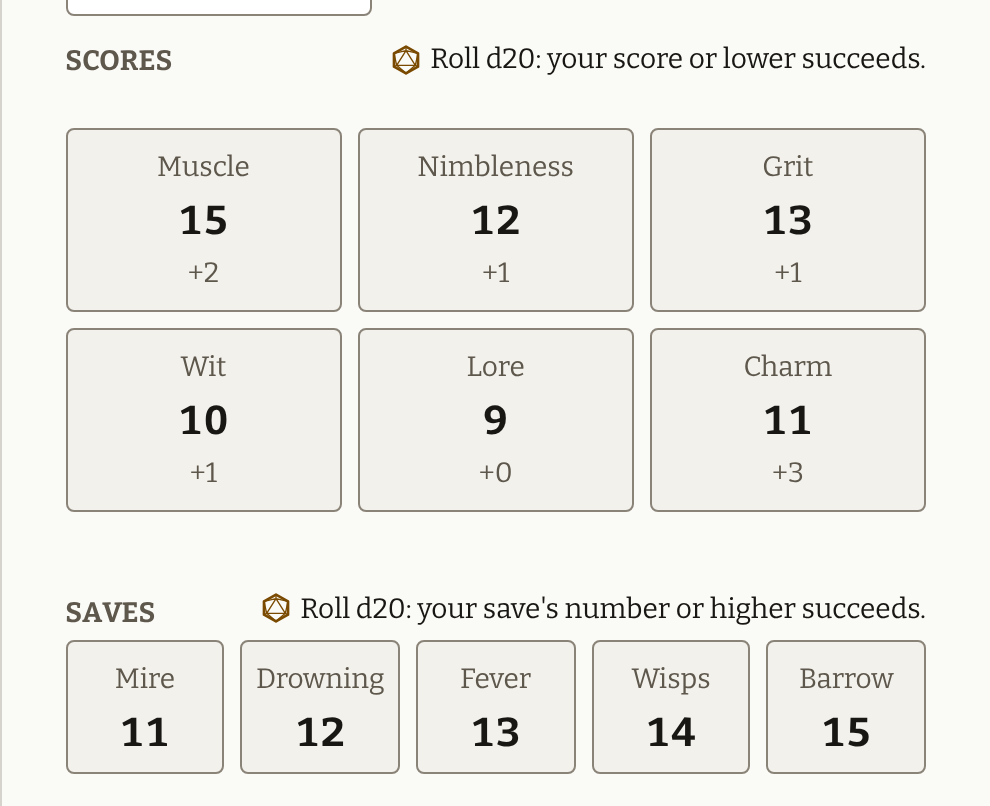 SCORES Roll d20: your score or lower succeeds.
Muscle Nimbleness Grit
15 12 13
+2 +1 +1
Wit Lore Charm
10 9 11
+1 +0 +3
SAVES Roll d20: your save's number or higher succeeds.
Mire Drowning Fever Wisps Barrow
11 12 13 14 15